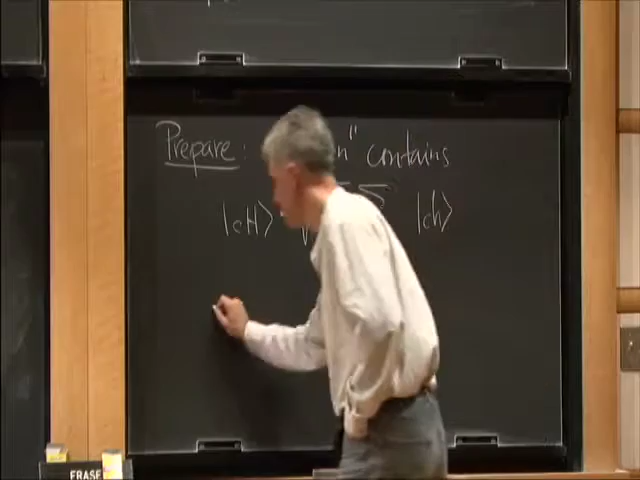 Prepare: n" contains
|cH⟩ |ch⟩
ERASE